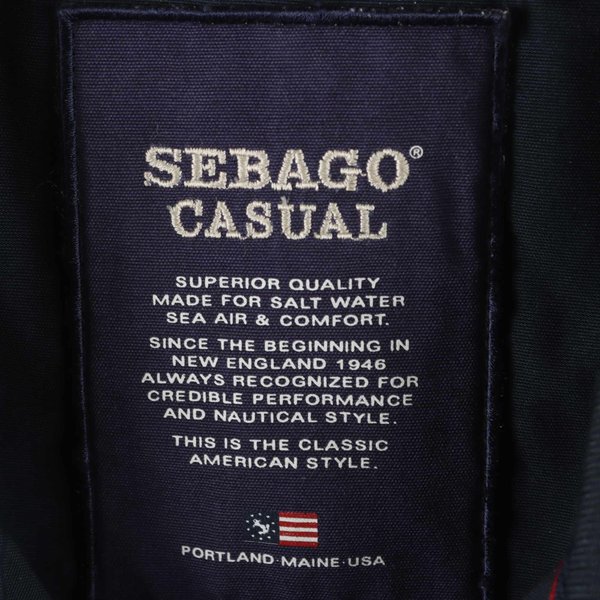 SEBAGO®
CASUAL
SUPERIOR QUALITY
MADE FOR SALT WATER
SEA AIR & COMFORT.
SINCE THE BEGINNING IN
NEW ENGLAND 1946
ALWAYS RECOGNIZED FOR
CREDIBLE PERFORMANCE
AND NAUTICAL STYLE.
THIS IS THE CLASSIC
AMERICAN STYLE.
PORTLAND·MAINE·USA